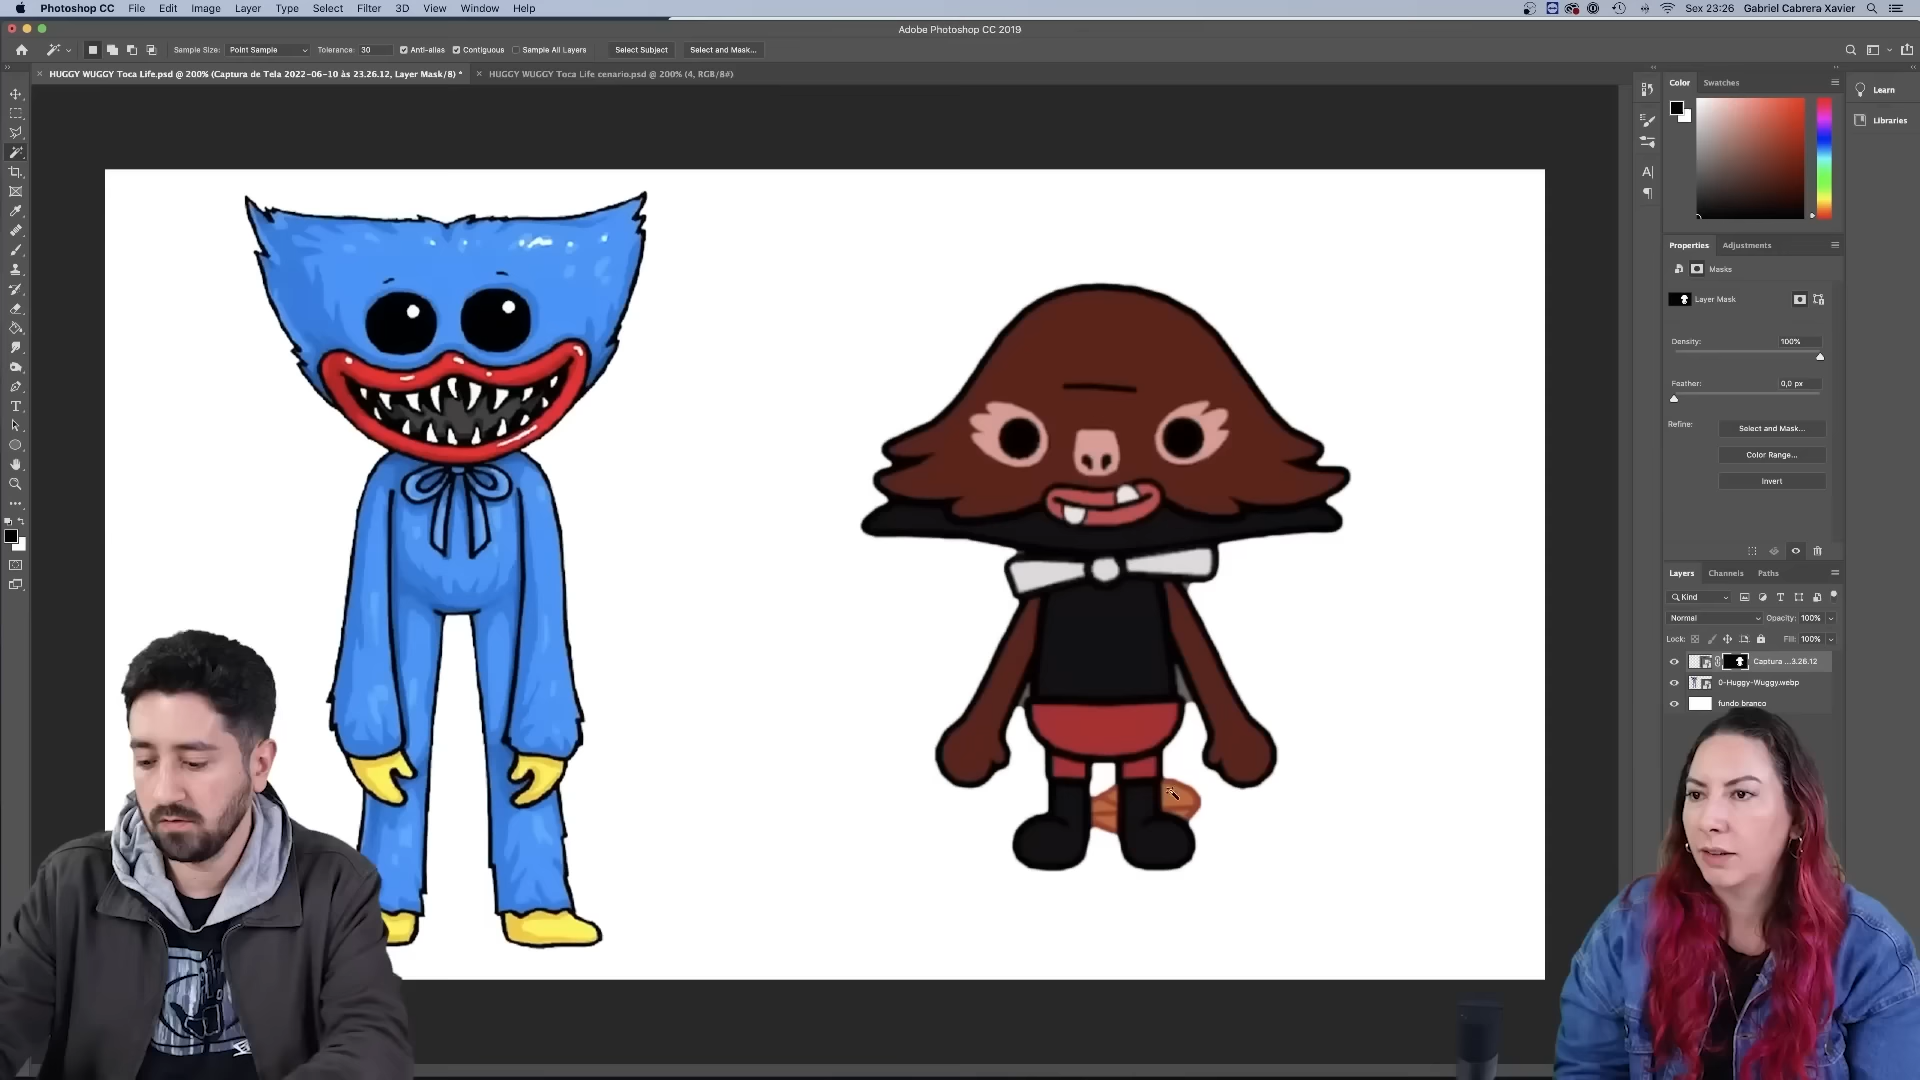 Photoshop CC File Edit Image Layer Type Select Filter 3D View Window Help Sex 23:26 Gabriel Cabrera Xavier
Adobe Photoshop CC 2019
Sample Size: Point Sample Tolerance: 30 Anti-alias Contiguous Sample All Layers Select Subject Select and Mask...
HUGGY WUGGY Toca Life.psd @ 200% (Captura de Tela 2022-06-10 às 23.26.12, Layer Mask/8) * HUGGY WUGGY Toca Life cenario.psd @ 200% (4, RGB/8#)
Color Swatches
Learn
Libraries
Properties Adjustments
Masks
Layer Mask
Density: 100%
Feather: 0,0 px
Refine: Select and Mask...
Color Range...
Invert
Layers Channels Paths
Kind
Normal Opacity: 100%
Lock: Fill: 100%
Captura ...3.26.12
0-Huggy-Wuggy.webp
fundo branco